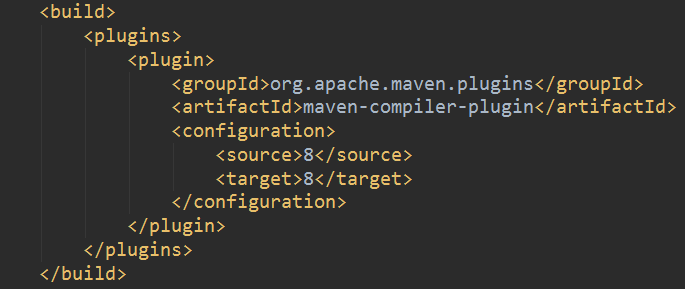 <build>
<plugins>
<plugin>
<groupId>org.apache.maven.plugins</groupId>
<artifactId>maven-compiler-plugin</artifactId>
<configuration>
<source>8</source>
<target>8</target>
</configuration>
</plugin>
</plugins>
</build>